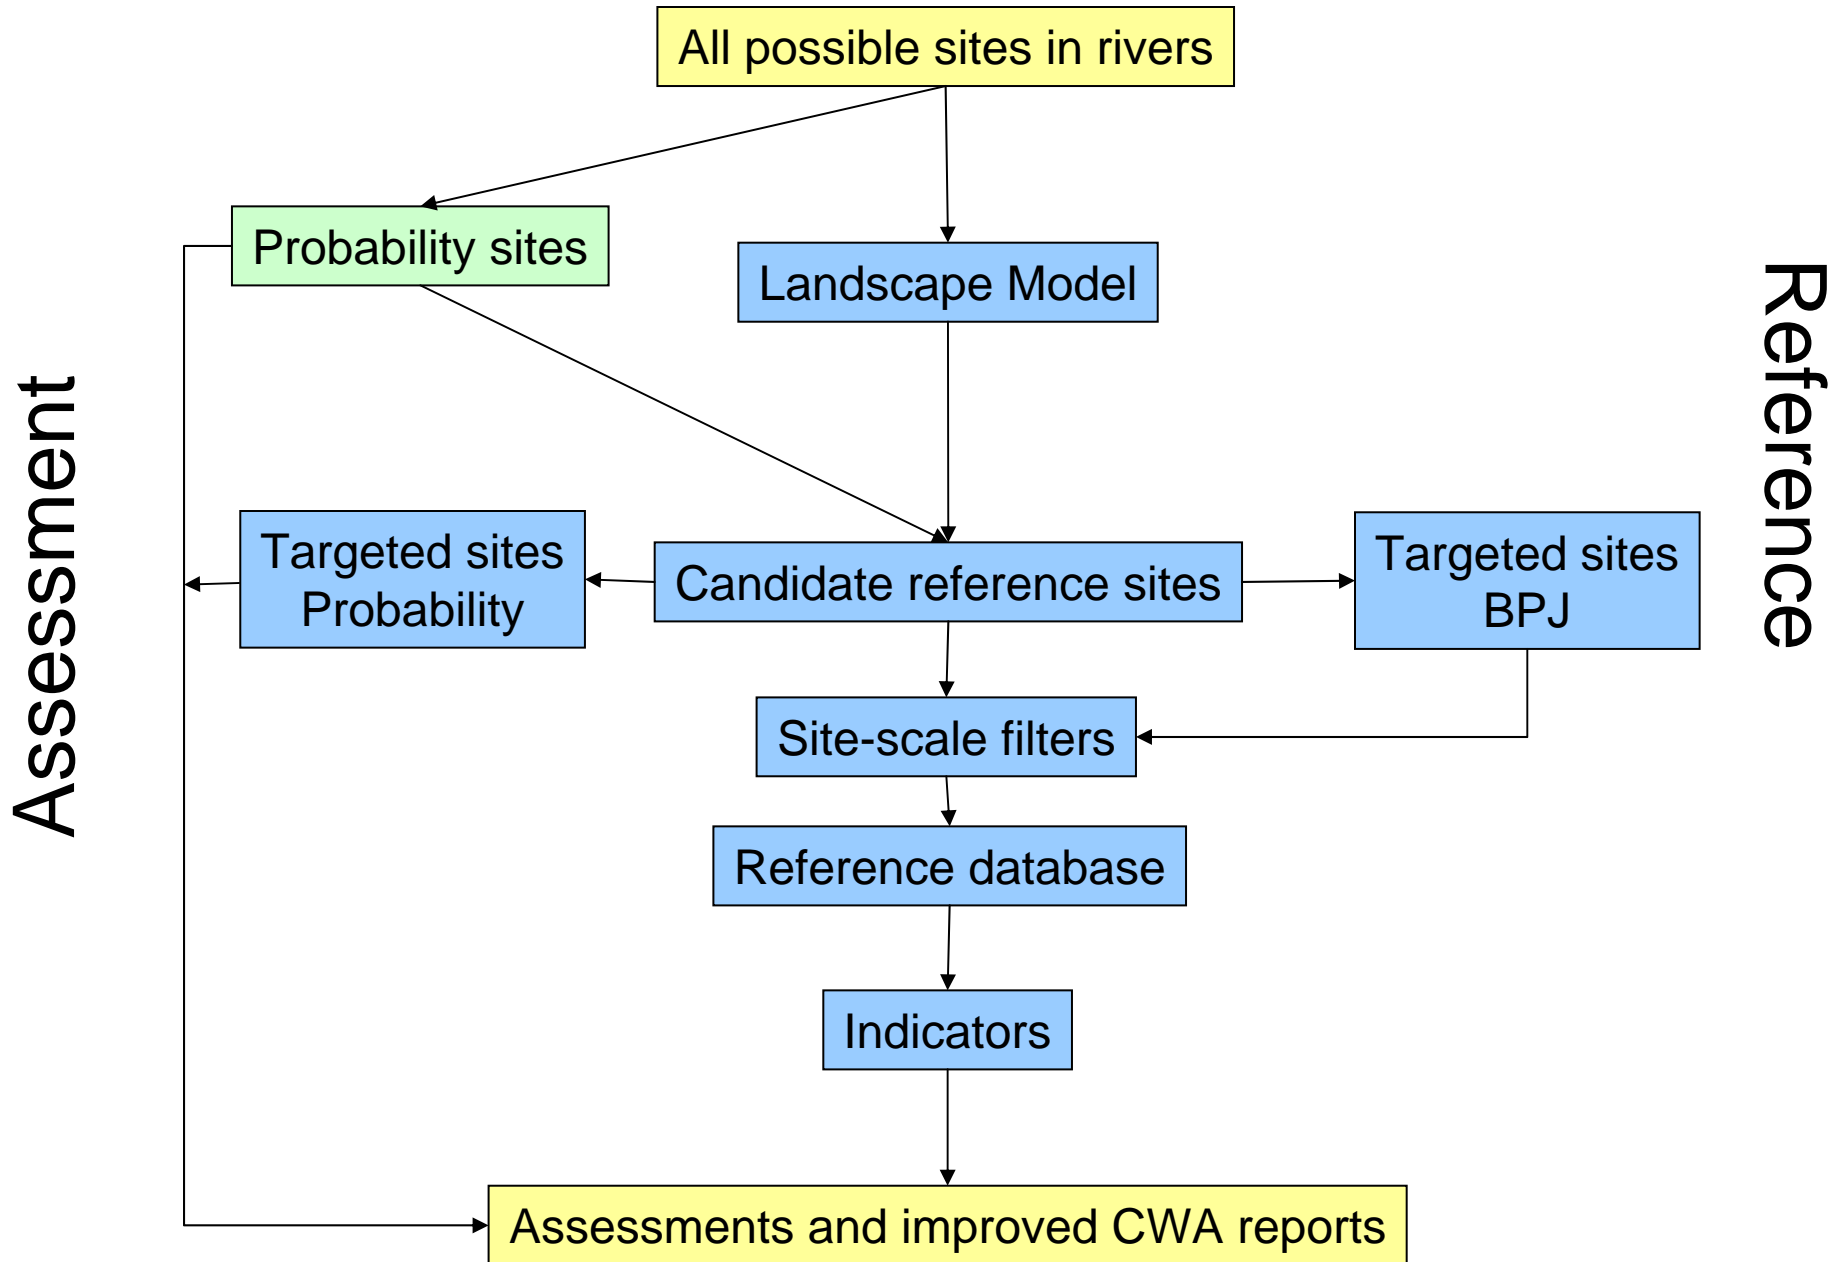 All possible sites in rivers
Probability sites
Landscape Model
Reference
Assessment
Targeted sites
Probability
Candidate reference sites
Targeted sites
BPJ
Site-scale filters
Reference database
Indicators
Assessments and improved CWA reports